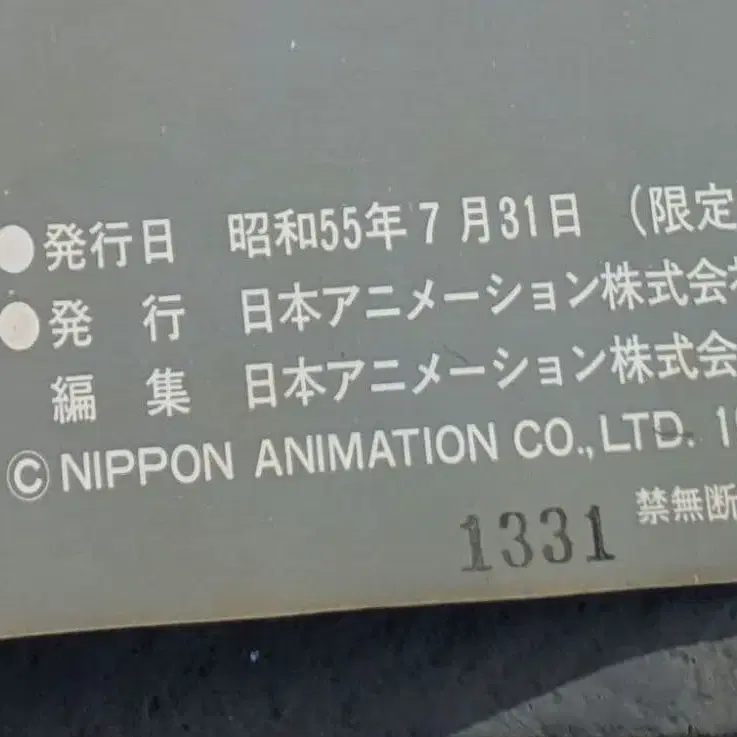 ●発行日 昭和55年7月31日 (限定
●発行 日本アニメーション株式会
編集 日本アニメーション株式会
©NIPPON ANIMATION CO., LTD. 1
禁無断
1331